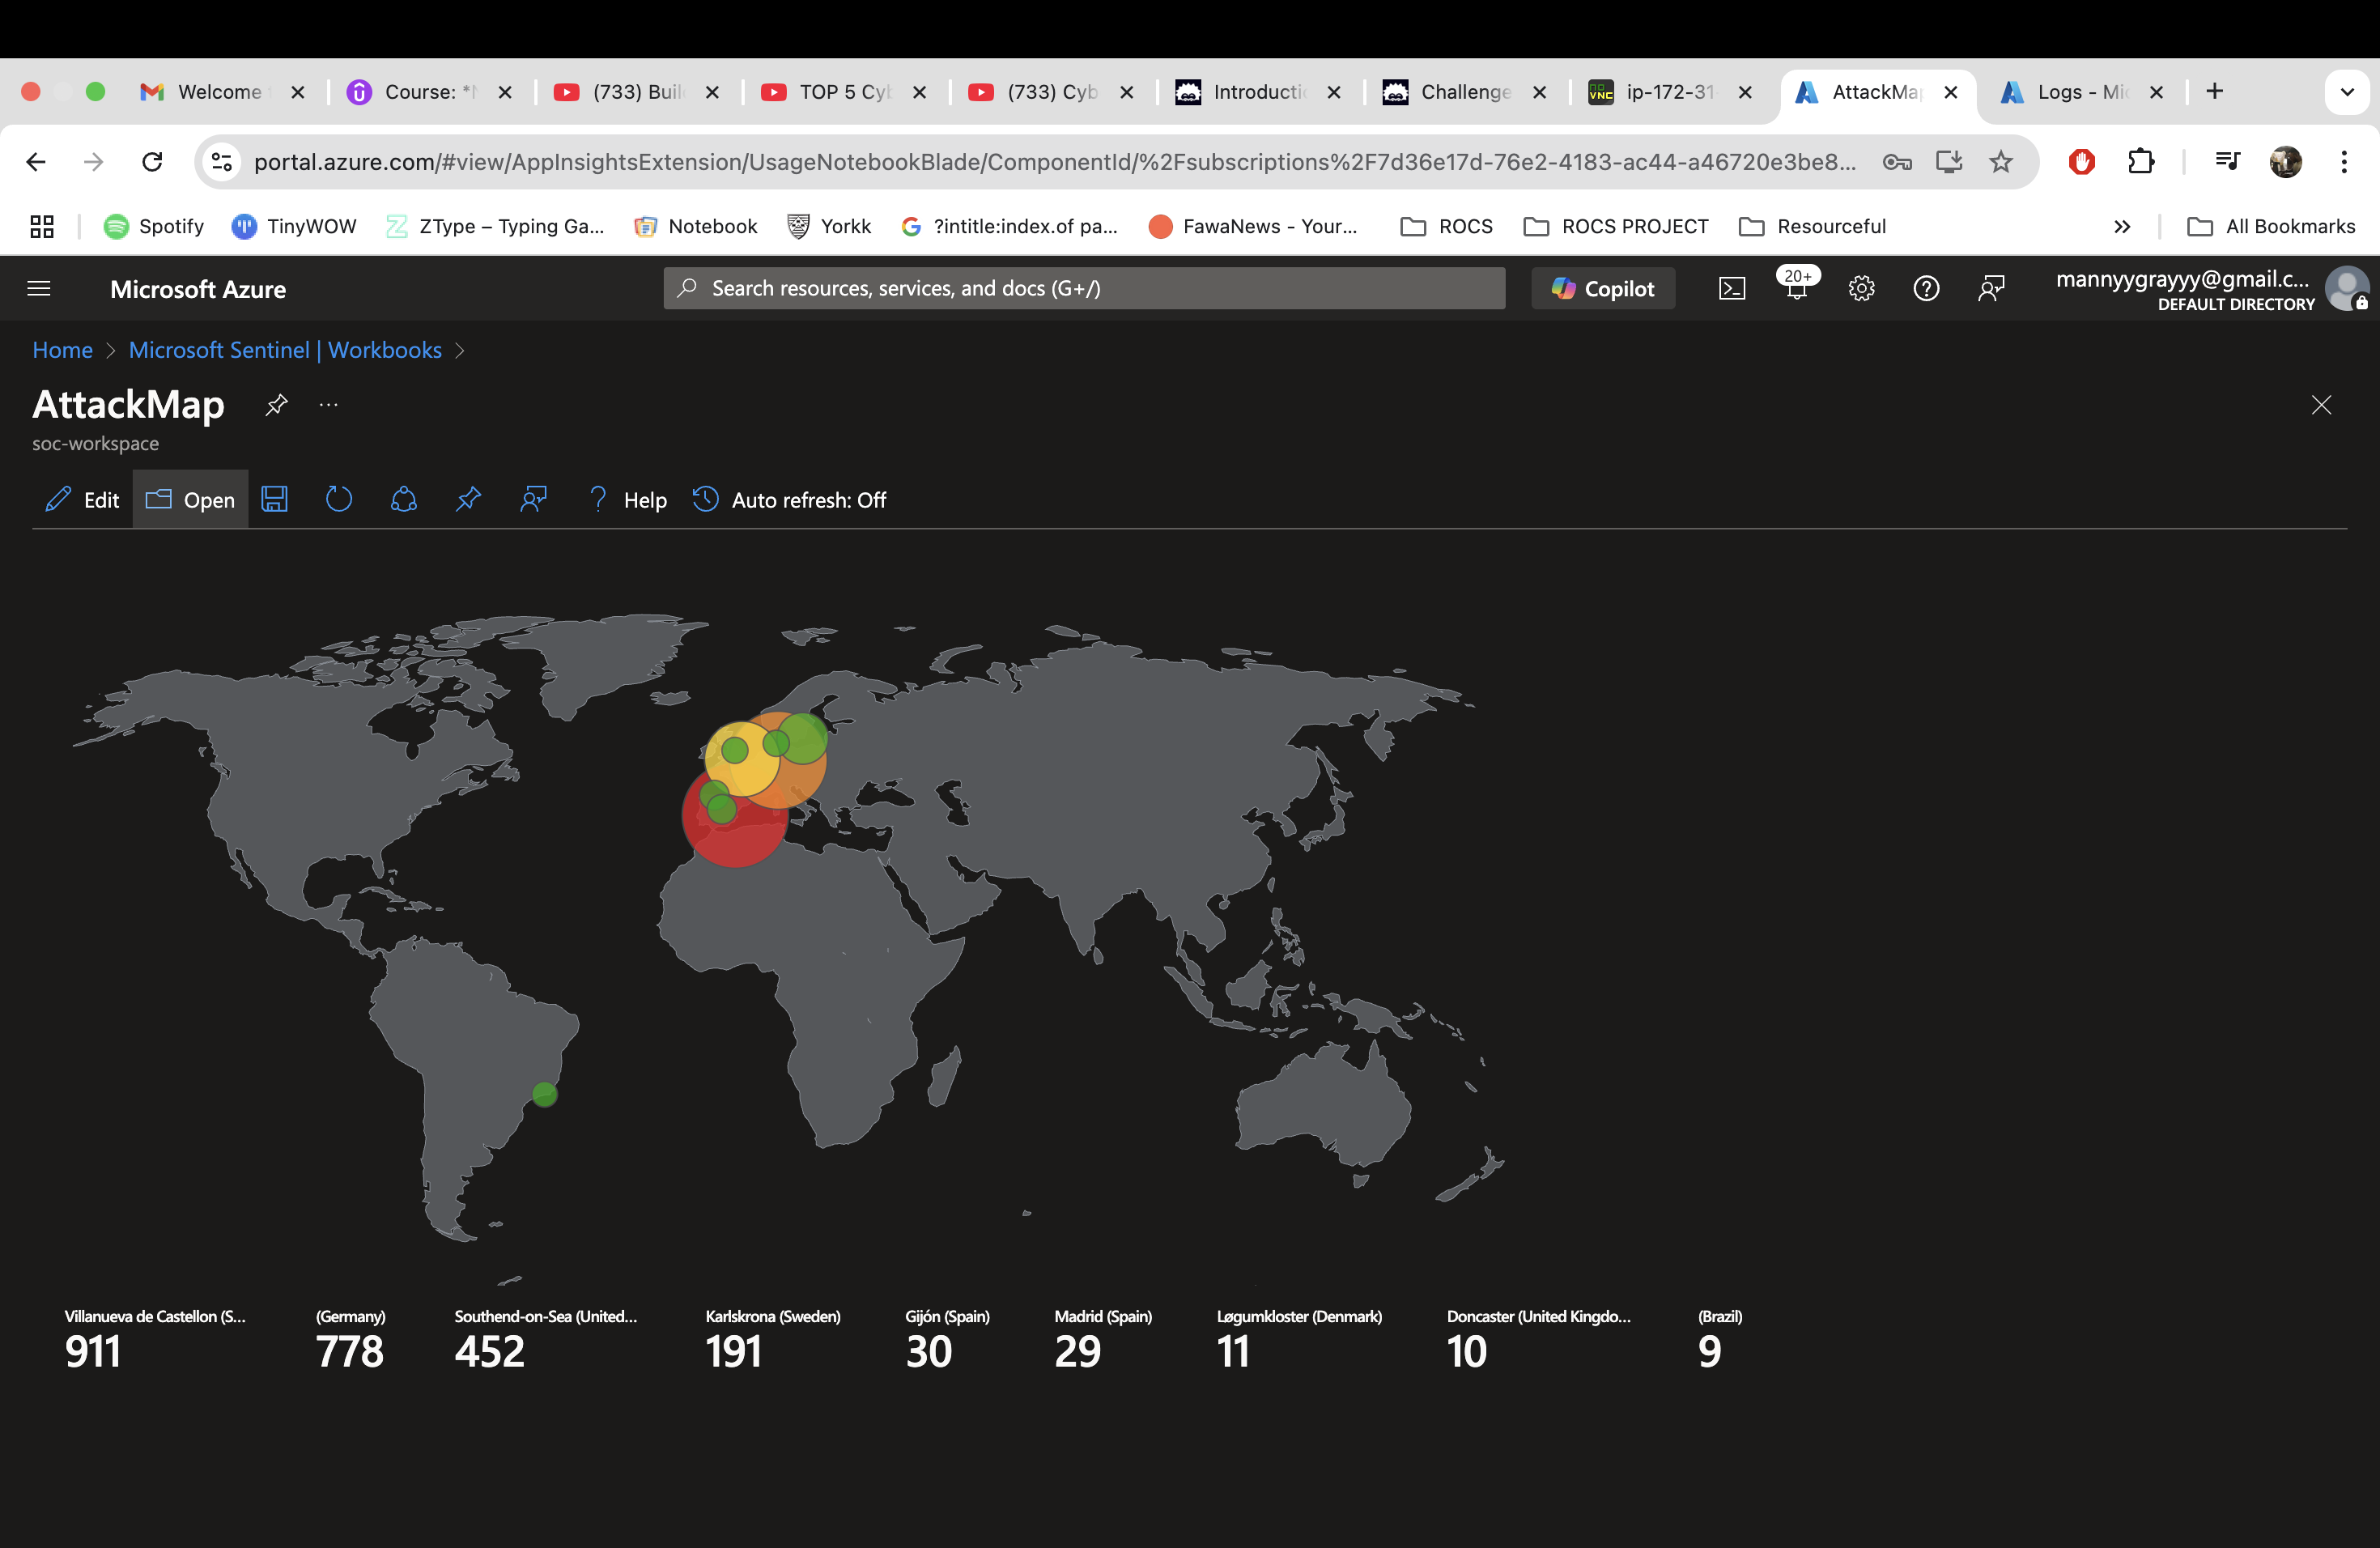 Welcome
Course: *
(733) Buil
TOP 5 Cyb
(733) Cyb
Introducti
Challenge
noVNC
ip-172-31
AttackMap
Logs - Mic
portal.azure.com/#view/AppInsightsExtension/UsageNotebookBlade/ComponentId/%2Fsubscriptions%2F7d36e17d-76e2-4183-ac44-a46720e3be8...
Spotify
TinyWOW
ZType – Typing Ga...
Notebook
Yorkk
?intitle:index.of pa...
FawaNews - Your...
ROCS
ROCS PROJECT
Resourceful
All Bookmarks
Microsoft Azure
Search resources, services, and docs (G+/)
Copilot
20+
mannyygrayyy@gmail.c...
DEFAULT DIRECTORY
Home
Microsoft Sentinel | Workbooks
AttackMap
soc-workspace
Edit
Open
Help
Auto refresh: Off
Villanueva de Castellon (S...
911
(Germany)
778
Southend-on-Sea (United...
452
Karlskrona (Sweden)
191
Gijón (Spain)
30
Madrid (Spain)
29
Løgumkloster (Denmark)
11
Doncaster (United Kingdo...
10
(Brazil)
9